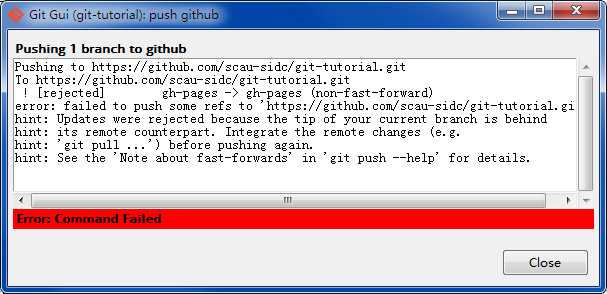 Git Gui (git-tutorial): push github
Pushing 1 branch to github
Pushing to https://github.com/scau-sidc/git-tutorial.git
To https://github.com/scau-sidc/git-tutorial.git
 ! [rejected]        gh-pages -> gh-pages (non-fast-forward)
error: failed to push some refs to 'https://github.com/scau-sidc/git-tutorial.gi
hint: Updates were rejected because the tip of your current branch is behind
hint: its remote counterpart. Integrate the remote changes (e.g.
hint: 'git pull ...') before pushing again.
hint: See the 'Note about fast-forwards' in 'git push --help' for details.
Error: Command Failed
Close